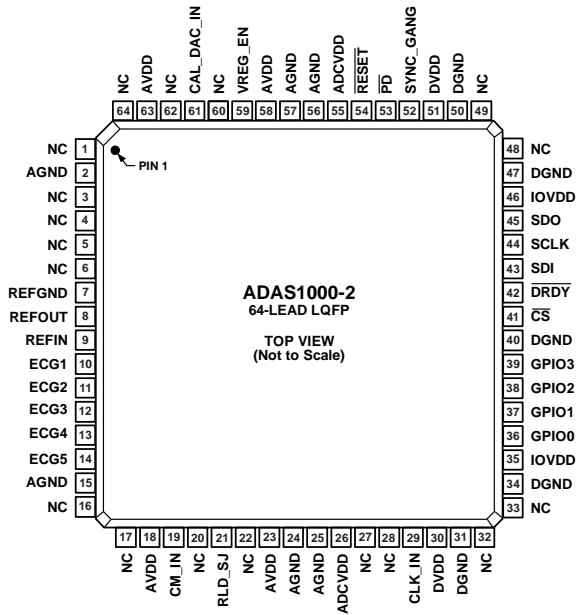 NC AVDD NC CAL_DAC_IN NC VREG_EN AVDD AGND AGND ADCVDD RESET PD SYNC_GANG DVDD DGND NC
64 63 62 61 60 59 58 57 56 55 54 53 52 51 50 49
NC 1
AGND 2
NC 3
NC 4
NC 5
NC 6
REFGND 7
REFOUT 8
REFIN 9
ECG1 10
ECG2 11
ECG3 12
ECG4 13
ECG5 14
AGND 15
NC 16
PIN 1
ADAS1000-2
64-LEAD LQFP
TOP VIEW
(Not to Scale)
48 NC
47 DGND
46 IOVDD
45 SDO
44 SCLK
43 SDI
42 DRDY
41 CS
40 DGND
39 GPIO3
38 GPIO2
37 GPIO1
36 GPIO0
35 IOVDD
34 DGND
33 NC
17 18 19 20 21 22 23 24 25 26 27 28 29 30 31 32
NC AVDD CM_IN NC RLD_SJ NC AVDD AGND AGND ADCVDD NC NC CLK_IN DVDD DGND NC